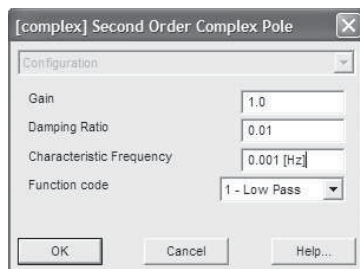 [complex] Second Order Complex Pole
Configuration
Gain 1.0
Damping Ratio 0.01
Characteristic Frequency 0.001 [Hz]
Function code 1 - Low Pass
OK Cancel Help...